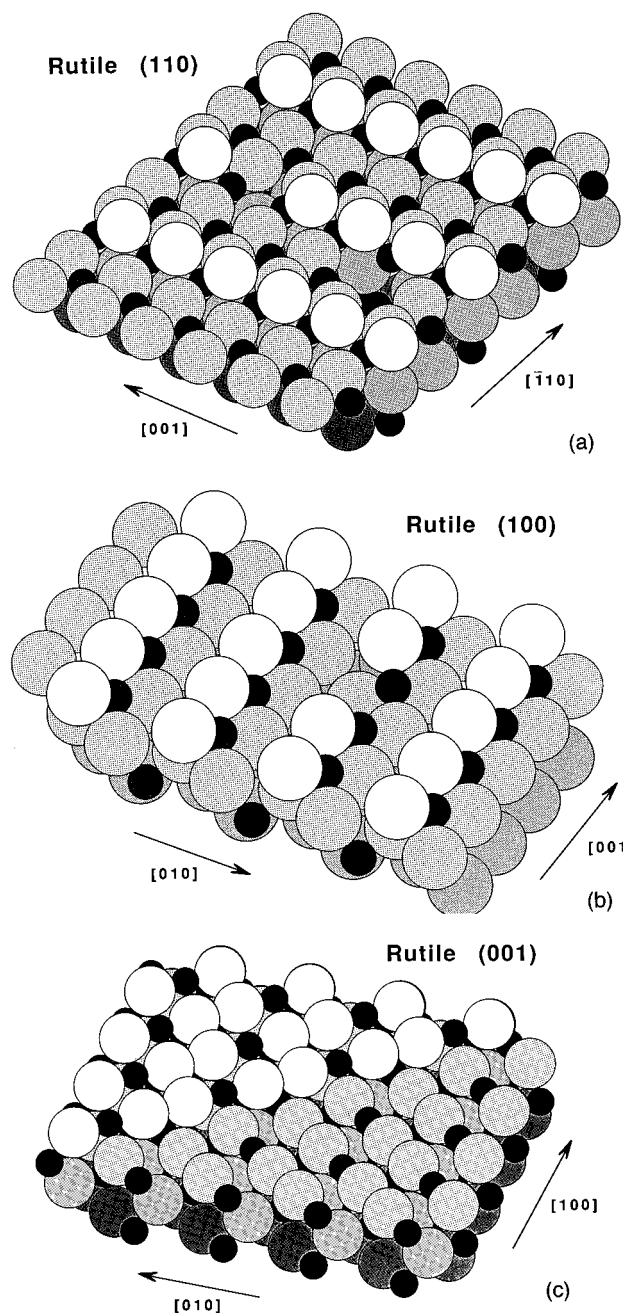 Rutile (110)
[001]
[1̄10]
(a)
Rutile (100)
[010]
[001]
(b)
Rutile (001)
[100]
[010]
(c)